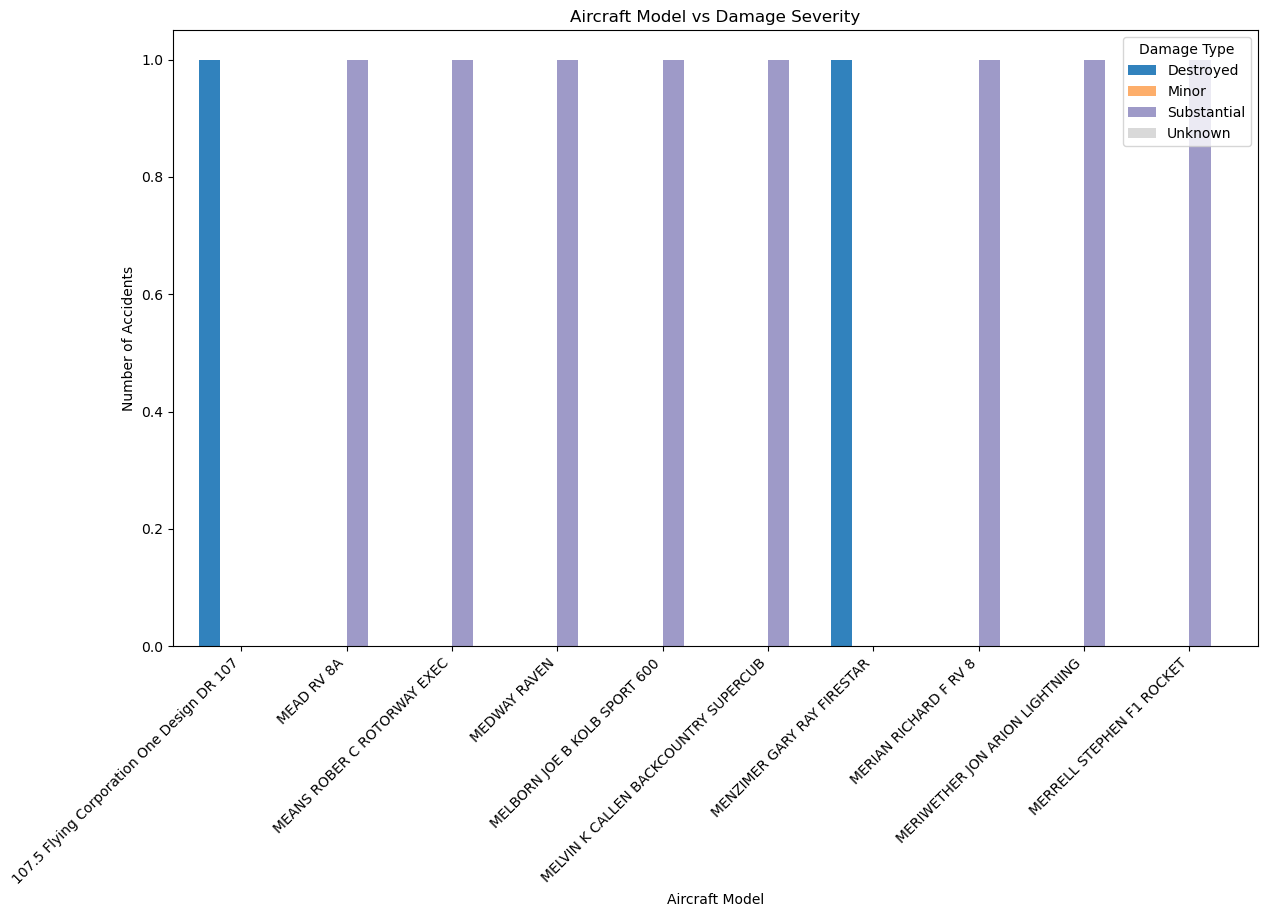 Aircraft Model vs Damage Severity
Damage Type
Destroyed
Minor
Substantial
Unknown
Number of Accidents
1.0
0.8
0.6
0.4
0.2
0.0
107.5 Flying Corporation One Design DR 107
MEAD RV 8A
MEANS ROBER C ROTORWAY EXEC
MEDWAY RAVEN
MELBORN JOE B KOLB SPORT 600
MELVIN K CALLEN BACKCOUNTRY SUPERCUB
MENZIMER GARY RAY FIRESTAR
MERIAN RICHARD F RV 8
MERIWETHER JON ARION LIGHTNING
MERRELL STEPHEN F1 ROCKET
Aircraft Model